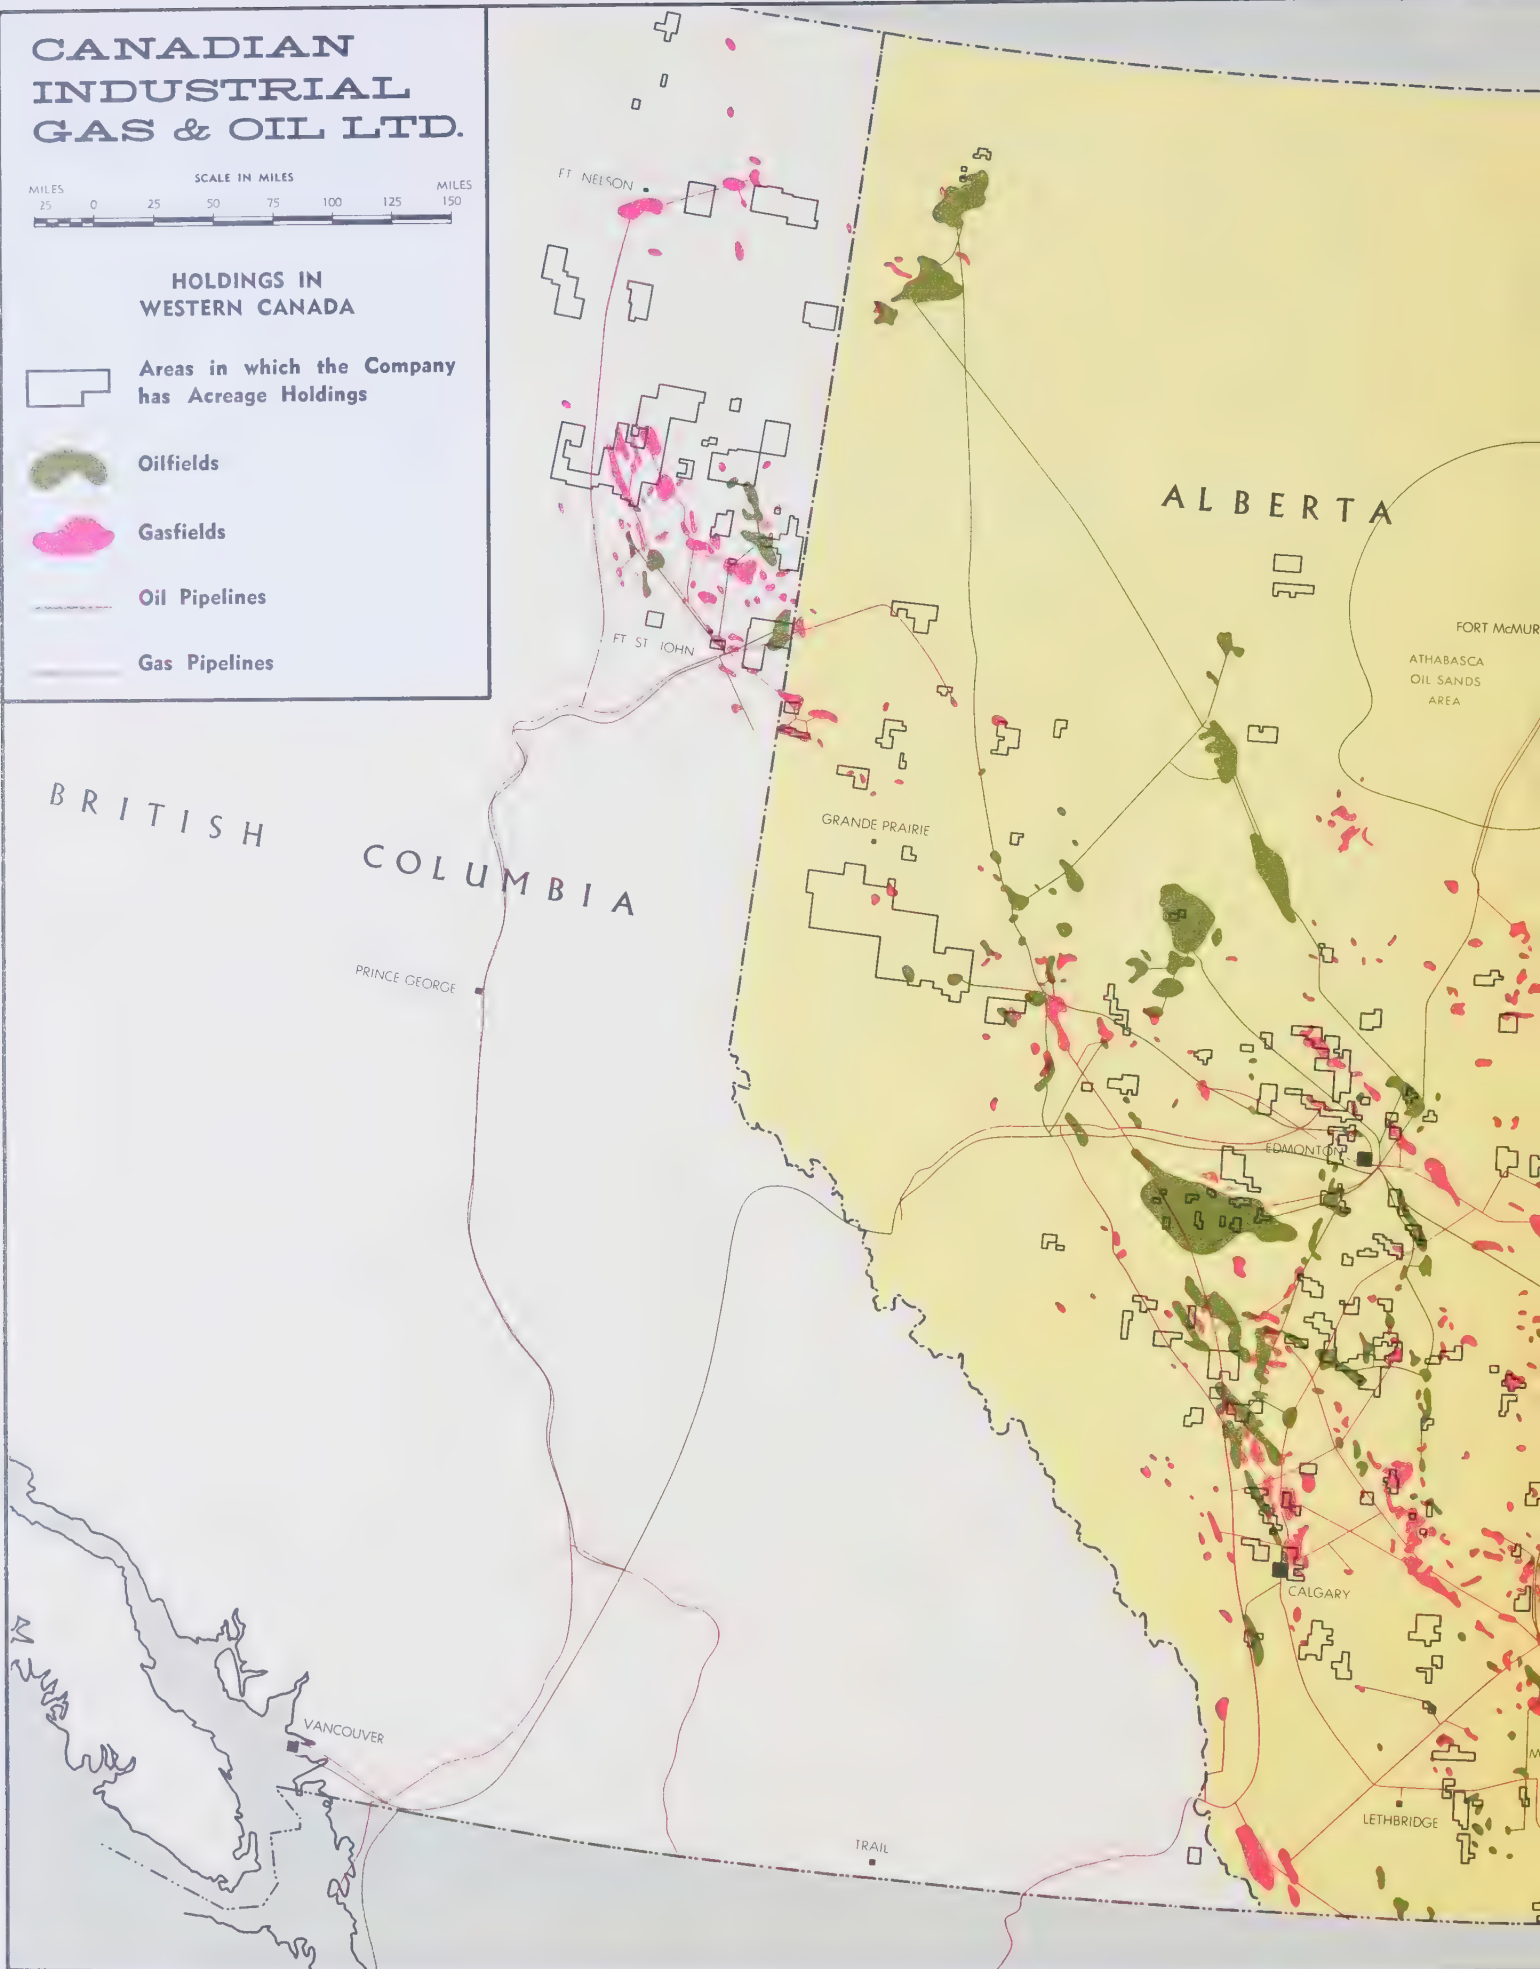 CANADIAN
INDUSTRIAL
GAS & OIL LTD.
SCALE IN MILES
MILES MILES
25 0 25 50 75 100 125 150
HOLDINGS IN
WESTERN CANADA
Areas in which the Company
has Acreage Holdings
Oilfields
Gasfields
Oil Pipelines
Gas Pipelines
FT NELSON
ALBERTA
FT ST JOHN
FORT McMUR
ATHABASCA
OIL SANDS
AREA
BRITISH COLUMBIA
GRANDE PRAIRIE
PRINCE GEORGE
EDMONTON
CALGARY
VANCOUVER
M
LETHBRIDGE
TRAIL